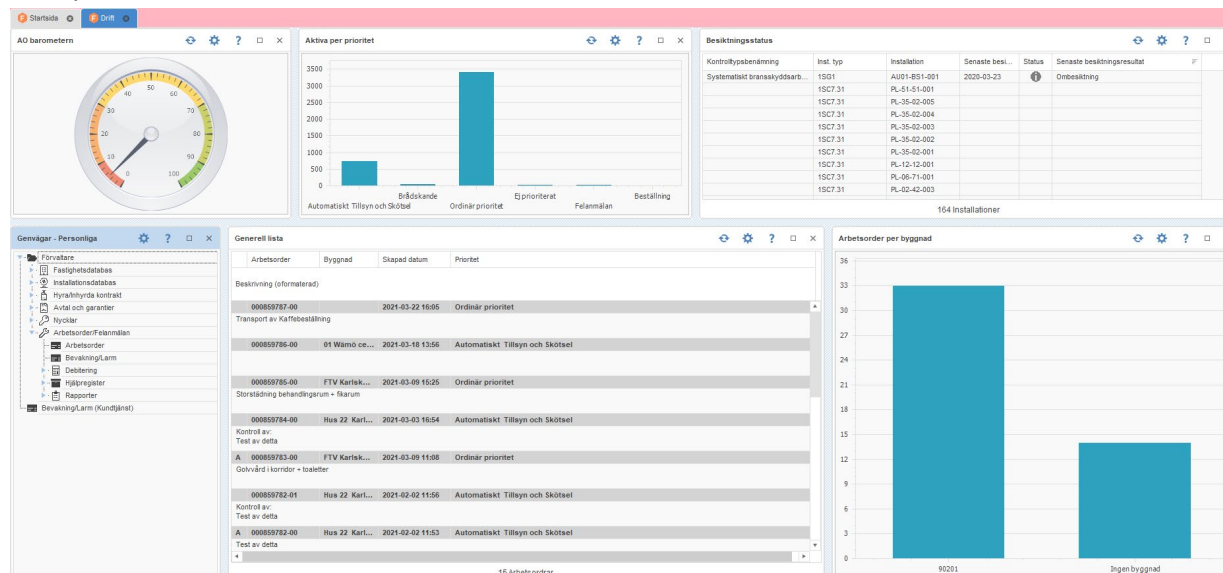 Startsida
Drift
AO barometern
0 10 20 30 40 50 60 70 80 90 100
Aktiva per prioritet
3500
3000
2500
2000
1500
1000
500
0
Brådskande Ej prioriterat Beställning
Automatiskt Tillsyn och Skötsel Ordinär prioritet Felanmälan
Besiktningsstatus
Kontrolltypsbenämning Inst. typ Installation Senaste besi... Status Senaste besiktningsresultat
Systematiskt bransskyddsarb... 1SG1 AU01-BS1-001 2020-03-23 Ombesiktning
1SC7.31 PL-51-51-001
1SC7.31 PL-35-02-005
1SC7.31 PL-35-02-004
1SC7.31 PL-35-02-003
1SC7.31 PL-35-02-002
1SC7.31 PL-35-02-001
1SC7.31 PL-12-12-001
1SC7.31 PL-06-71-001
1SC7.31 PL-02-42-003
164 Installationer
Genvägar - Personliga
Förvaltare
Fastighetsdatabas
Installationsdatabas
Hyra/Inhyrda kontrakt
Avtal och garantier
Nycklar
Arbetsorder/Felanmälan
Arbetsorder
Bevakning/Larm
Debitering
Hjälpregister
Rapporter
Bevakning/Larm (Kundtjänst)
Generell lista
Arbetsorder Byggnad Skapad datum Prioritet
Beskrivning (oformaterad)
000859787-00 2021-03-22 16:05 Ordinär prioritet
Transport av Kaffebeställning
000859786-00 01 Wämö ce... 2021-03-18 13:56 Automatiskt Tillsyn och Skötsel
000859785-00 FTV Karlsk... 2021-03-09 15:25 Ordinär prioritet
Storstädning behandlingsrum + fikarum
000859784-00 Hus 22 Karl... 2021-03-03 16:54 Automatiskt Tillsyn och Skötsel
Kontroll av:
Test av detta
A 000859783-00 FTV Karlsk... 2021-03-09 11:08 Ordinär prioritet
Golvvård i korridor + toaletter
000859782-01 Hus 22 Karl... 2021-02-02 11:56 Automatiskt Tillsyn och Skötsel
Kontroll av:
Test av detta
A 000859782-00 Hus 22 Karl... 2021-02-02 11:53 Automatiskt Tillsyn och Skötsel
Test av detta
Arbetsorder per byggnad
36
33
30
27
24
21
18
15
12
9
6
3
0
90201 Ingen byggnad